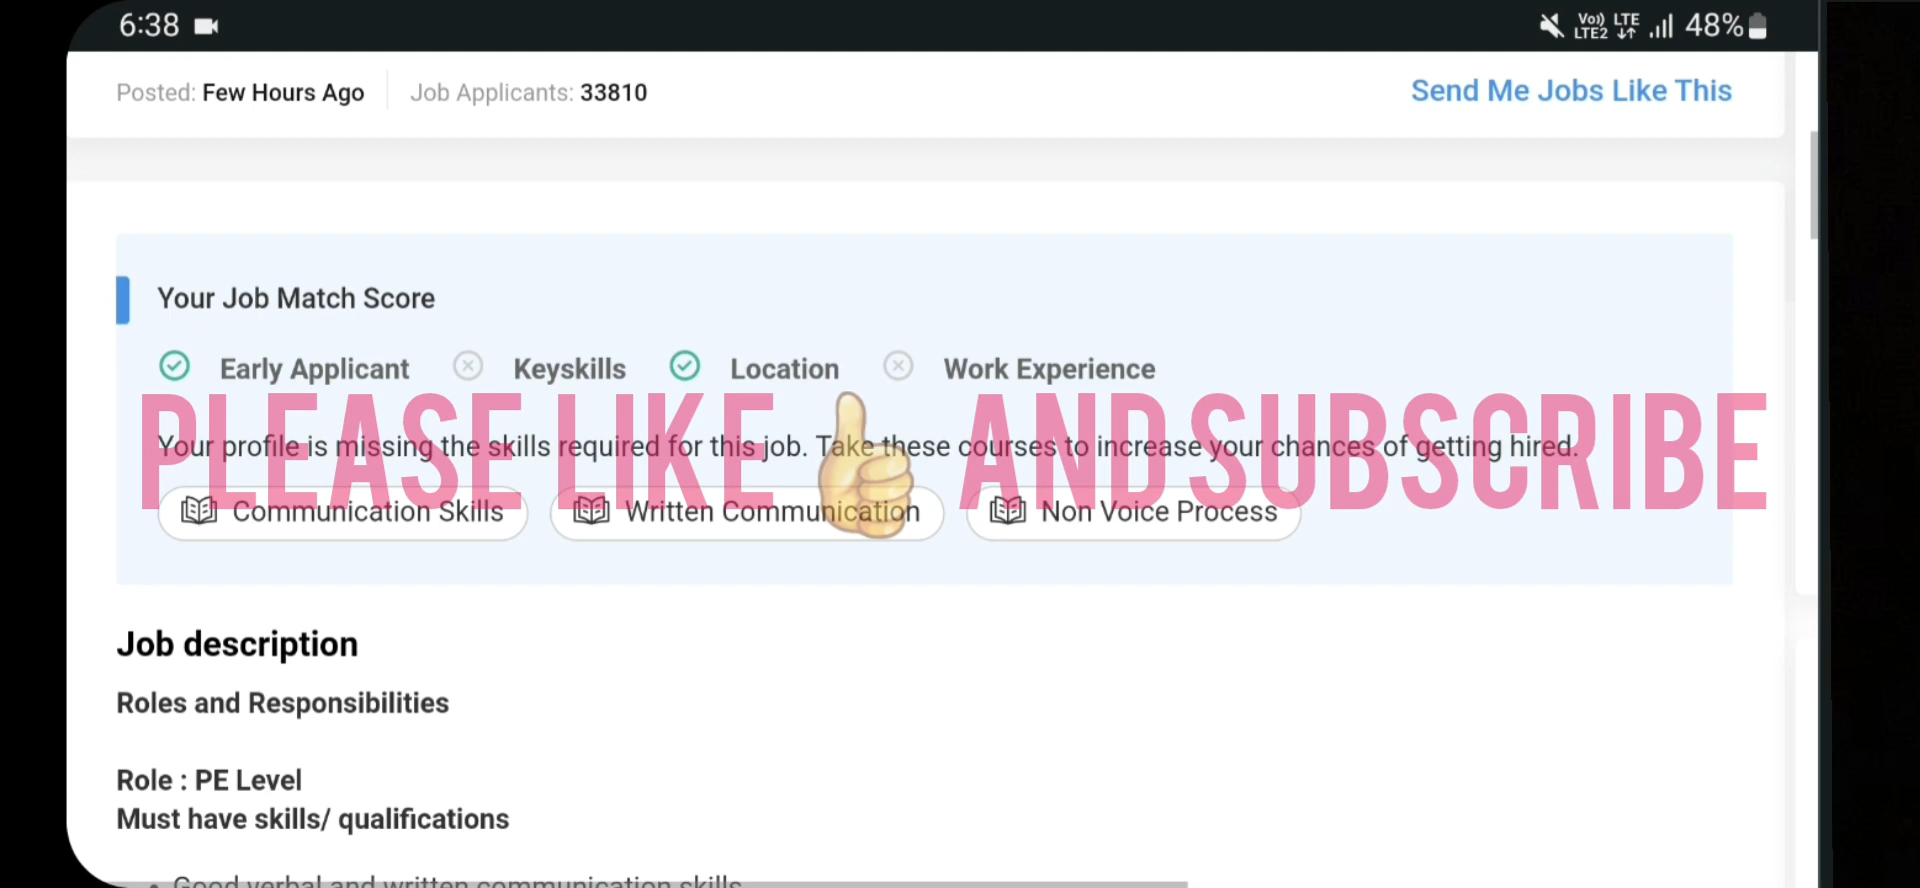 6:38
Vo)) LTE
LTE2
48%
Posted: Few Hours Ago
Job Applicants: 33810
Send Me Jobs Like This
Your Job Match Score
Early Applicant
Keyskills
Location
Work Experience
PLEASE LIKE 👍 AND SUBSCRIBE
Your profile is missing the skills required for this job. Take these courses to increase your chances of getting hired.
Communication Skills
Written Communication
Non Voice Process
Job description
Roles and Responsibilities
Role : PE Level
Must have skills/ qualifications
• Good verbal and written communication skills